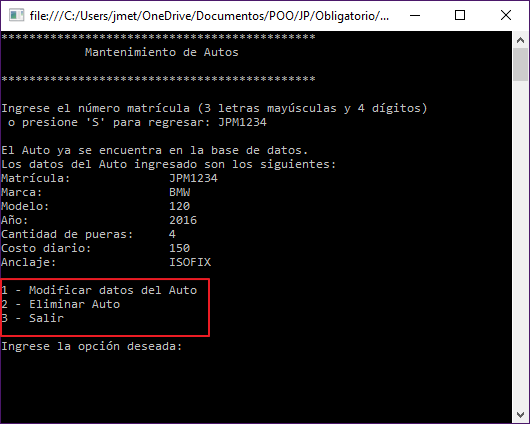 file:///C:/Users/jmet/OneDrive/Documentos/POO/JP/Obligatorio/...
*********************************************
Mantenimiento de Autos
*********************************************
Ingrese el número matrícula (3 letras mayúsculas y 4 dígitos)
o presione 'S' para regresar: JPM1234
El Auto ya se encuentra en la base de datos.
Los datos del Auto ingresado son los siguientes:
Matrícula: JPM1234
Marca: BMW
Modelo: 120
Año: 2016
Cantidad de pueras: 4
Costo diario: 150
Anclaje: ISOFIX
1 - Modificar datos del Auto
2 - Eliminar Auto
3 - Salir
Ingrese la opción deseada: